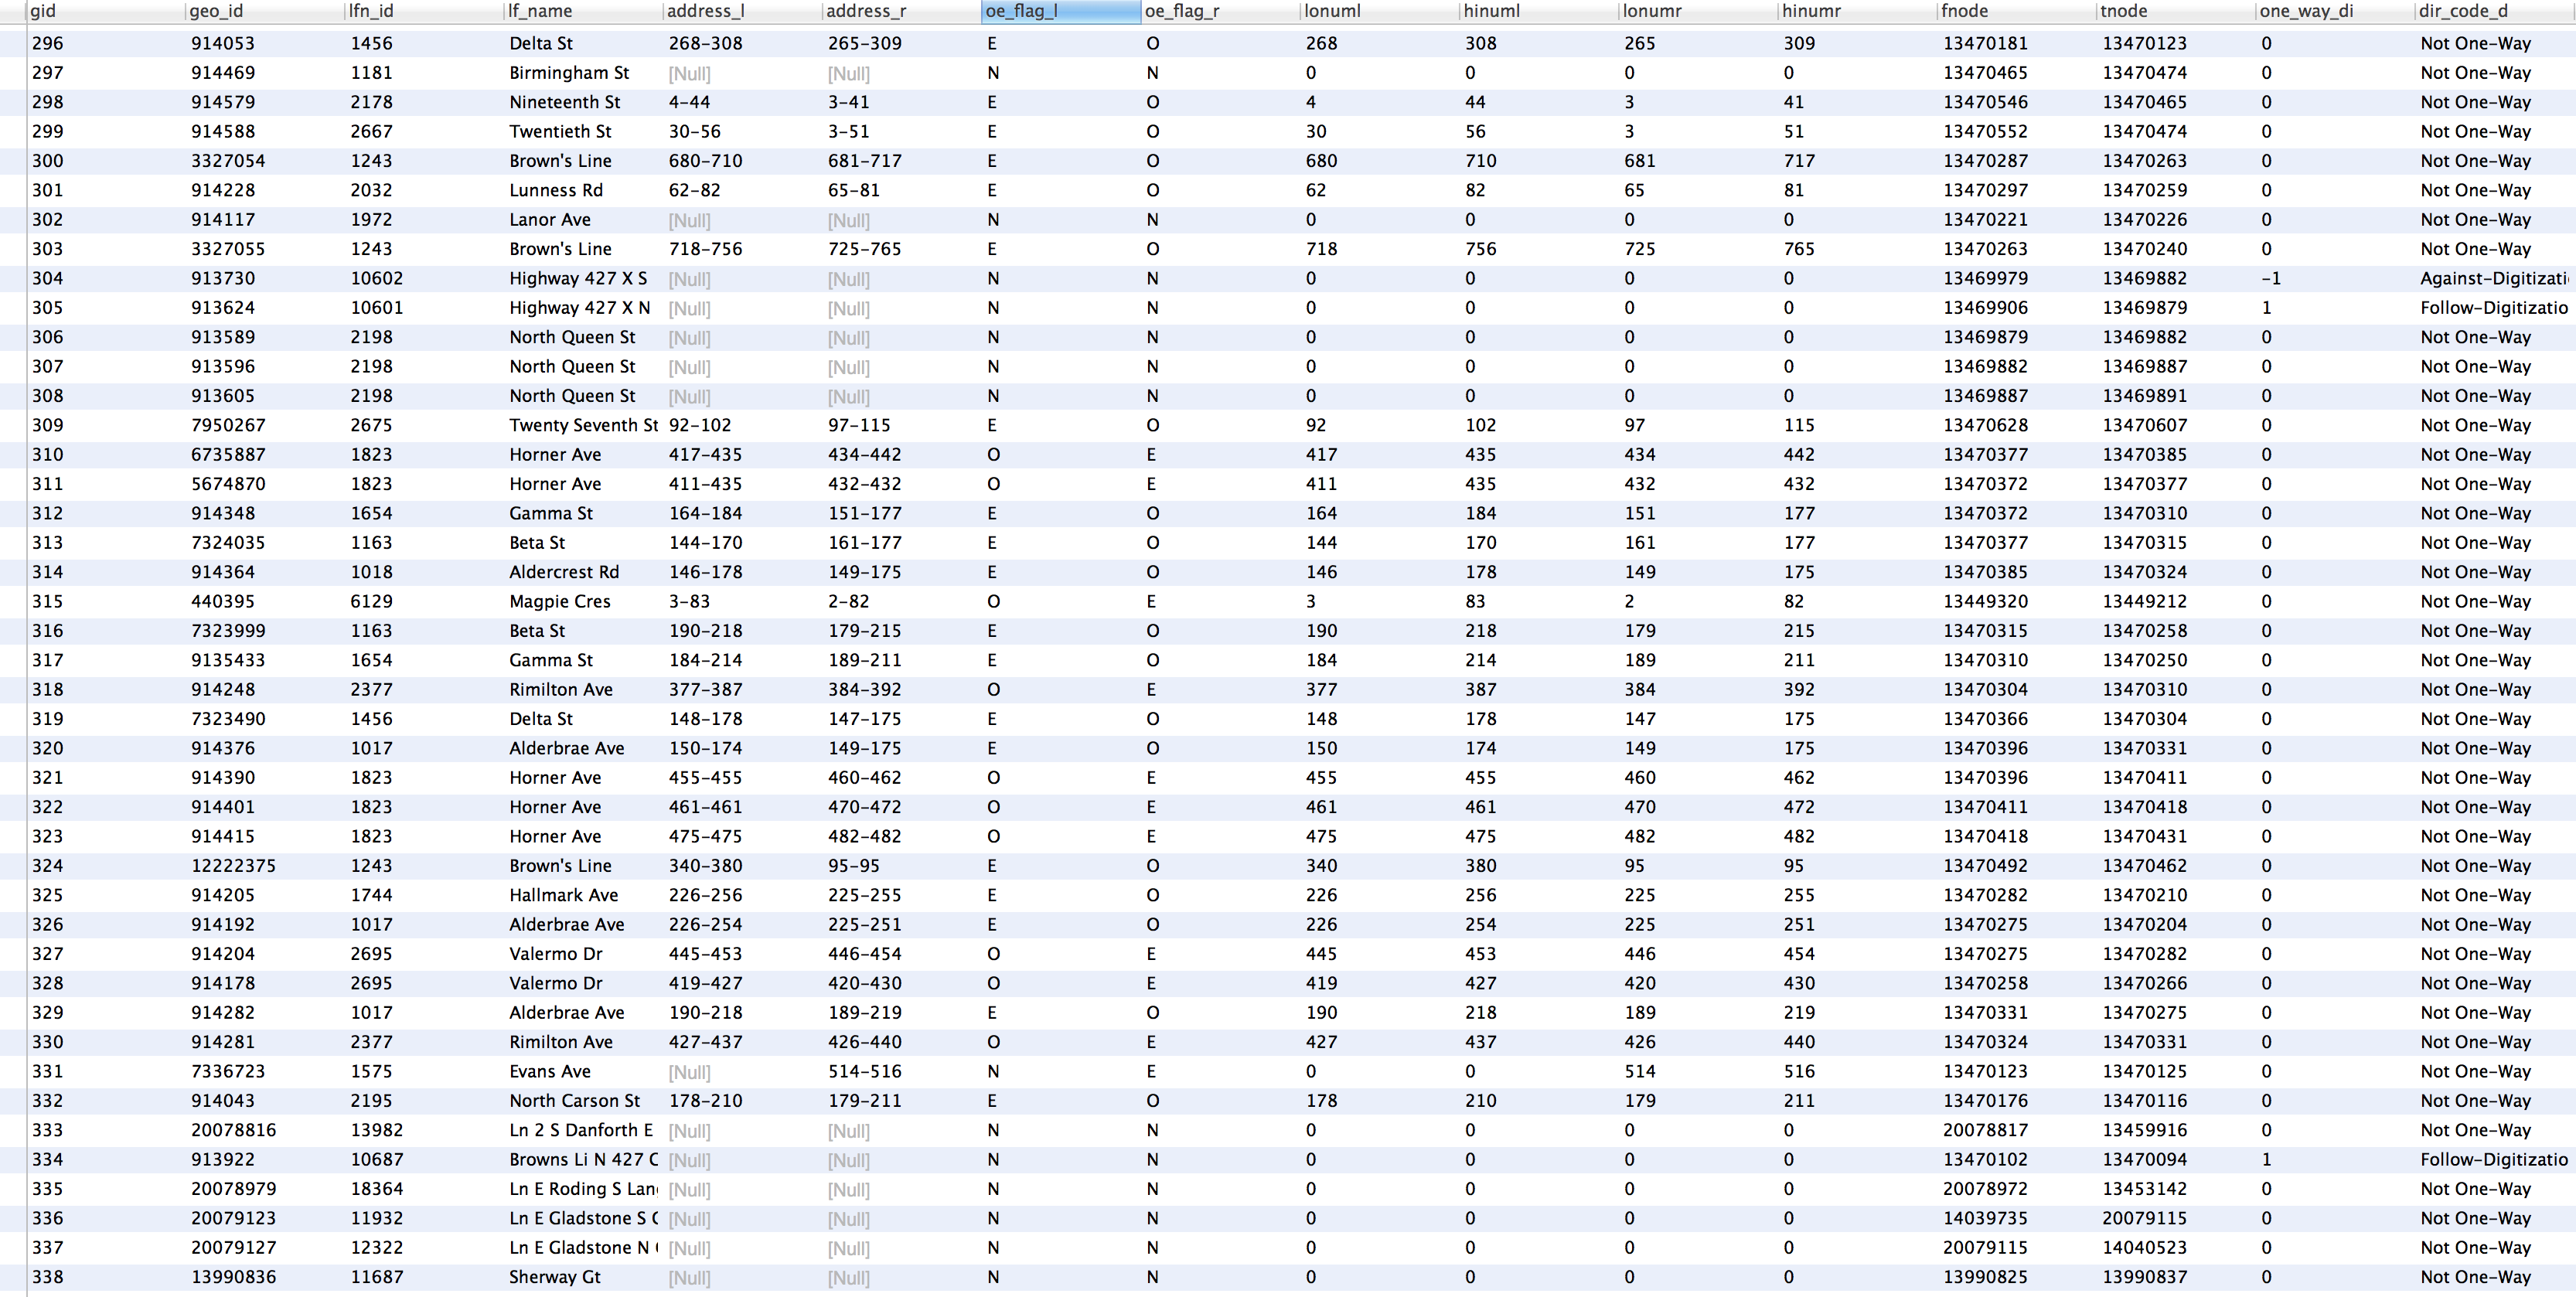 gid geo_id lfn_id lf_name address_l address_r oe_flag_l oe_flag_r lonuml hinuml lonumr hinumr fnode tnode one_way_di dir_code_d
296 914053 1456 Delta St 268-308 265-309 E O 268 308 265 309 13470181 13470123 0 Not One-Way
297 914469 1181 Birmingham St [Null] [Null] N N 0 0 0 0 13470465 13470474 0 Not One-Way
298 914579 2178 Nineteenth St 4-44 3-41 E O 4 44 3 41 13470546 13470465 0 Not One-Way
299 914588 2667 Twentieth St 30-56 3-51 E O 30 56 3 51 13470552 13470474 0 Not One-Way
300 3327054 1243 Brown's Line 680-710 681-717 E O 680 710 681 717 13470287 13470263 0 Not One-Way
301 914228 2032 Lunness Rd 62-82 65-81 E O 62 82 65 81 13470297 13470259 0 Not One-Way
302 914117 1972 Lanor Ave [Null] [Null] N N 0 0 0 0 13470221 13470226 0 Not One-Way
303 3327055 1243 Brown's Line 718-756 725-765 E O 718 756 725 765 13470263 13470240 0 Not One-Way
304 913730 10602 Highway 427 X S [Null] [Null] N N 0 0 0 0 13469979 13469882 -1 Against-Digitizati
305 913624 10601 Highway 427 X N [Null] [Null] N N 0 0 0 0 13469906 13469879 1 Follow-Digitizatio
306 913589 2198 North Queen St [Null] [Null] N N 0 0 0 0 13469879 13469882 0 Not One-Way
307 913596 2198 North Queen St [Null] [Null] N N 0 0 0 0 13469882 13469887 0 Not One-Way
308 913605 2198 North Queen St [Null] [Null] N N 0 0 0 0 13469887 13469891 0 Not One-Way
309 7950267 2675 Twenty Seventh St 92-102 97-115 E O 92 102 97 115 13470628 13470607 0 Not One-Way
310 6735887 1823 Horner Ave 417-435 434-442 O E 417 435 434 442 13470377 13470385 0 Not One-Way
311 5674870 1823 Horner Ave 411-435 432-432 O E 411 435 432 432 13470372 13470377 0 Not One-Way
312 914348 1654 Gamma St 164-184 151-177 E O 164 184 151 177 13470372 13470310 0 Not One-Way
313 7324035 1163 Beta St 144-170 161-177 E O 144 170 161 177 13470377 13470315 0 Not One-Way
314 914364 1018 Aldercrest Rd 146-178 149-175 E O 146 178 149 175 13470385 13470324 0 Not One-Way
315 440395 6129 Magpie Cres 3-83 2-82 O E 3 83 2 82 13449320 13449212 0 Not One-Way
316 7323999 1163 Beta St 190-218 179-215 E O 190 218 179 215 13470315 13470258 0 Not One-Way
317 9135433 1654 Gamma St 184-214 189-211 E O 184 214 189 211 13470310 13470250 0 Not One-Way
318 914248 2377 Rimilton Ave 377-387 384-392 O E 377 387 384 392 13470304 13470310 0 Not One-Way
319 7323490 1456 Delta St 148-178 147-175 E O 148 178 147 175 13470366 13470304 0 Not One-Way
320 914376 1017 Alderbrae Ave 150-174 149-175 E O 150 174 149 175 13470396 13470331 0 Not One-Way
321 914390 1823 Horner Ave 455-455 460-462 O E 455 455 460 462 13470396 13470411 0 Not One-Way
322 914401 1823 Horner Ave 461-461 470-472 O E 461 461 470 472 13470411 13470418 0 Not One-Way
323 914415 1823 Horner Ave 475-475 482-482 O E 475 475 482 482 13470418 13470431 0 Not One-Way
324 12222375 1243 Brown's Line 340-380 95-95 E O 340 380 95 95 13470492 13470462 0 Not One-Way
325 914205 1744 Hallmark Ave 226-256 225-255 E O 226 256 225 255 13470282 13470210 0 Not One-Way
326 914192 1017 Alderbrae Ave 226-254 225-251 E O 226 254 225 251 13470275 13470204 0 Not One-Way
327 914204 2695 Valermo Dr 445-453 446-454 O E 445 453 446 454 13470275 13470282 0 Not One-Way
328 914178 2695 Valermo Dr 419-427 420-430 O E 419 427 420 430 13470258 13470266 0 Not One-Way
329 914282 1017 Alderbrae Ave 190-218 189-219 E O 190 218 189 219 13470331 13470275 0 Not One-Way
330 914281 2377 Rimilton Ave 427-437 426-440 O E 427 437 426 440 13470324 13470331 0 Not One-Way
331 7336723 1575 Evans Ave [Null] 514-516 N E 0 0 514 516 13470123 13470125 0 Not One-Way
332 914043 2195 North Carson St 178-210 179-211 E O 178 210 179 211 13470176 13470116 0 Not One-Way
333 20078816 13982 Ln 2 S Danforth E [Null] [Null] N N 0 0 0 0 20078817 13459916 0 Not One-Way
334 913922 10687 Browns Li N 427 C [Null] [Null] N N 0 0 0 0 13470102 13470094 1 Follow-Digitizatio
335 20078979 18364 Ln E Roding S Lan [Null] [Null] N N 0 0 0 0 20078972 13453142 0 Not One-Way
336 20079123 11932 Ln E Gladstone S [Null] [Null] N N 0 0 0 0 14039735 20079115 0 Not One-Way
337 20079127 12322 Ln E Gladstone N [Null] [Null] N N 0 0 0 0 20079115 14040523 0 Not One-Way
338 13990836 11687 Sherway Gt [Null] [Null] N N 0 0 0 0 13990825 13990837 0 Not One-Way